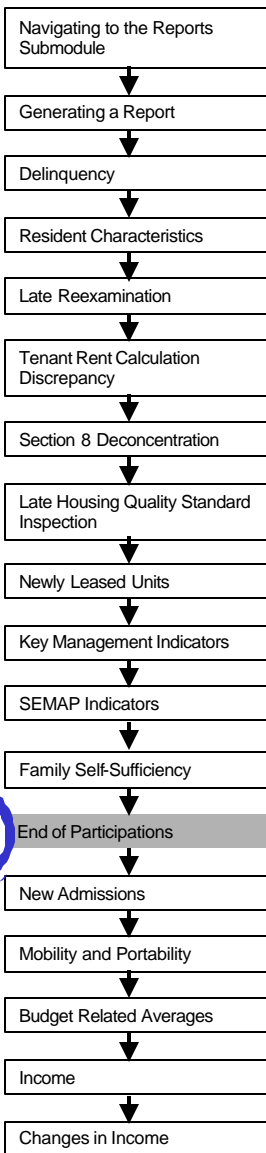 Navigating to the Reports
Submodule
Generating a Report
Delinquency
Resident Characteristics
Late Reexamination
Tenant Rent Calculation
Discrepancy
Section 8 Deconcentration
Late Housing Quality Standard
Inspection
Newly Leased Units
Key Management Indicators
SEMAP Indicators
Family Self-Sufficiency
End of Participations
New Admissions
Mobility and Portability
Budget Related Averages
Income
Changes in Income